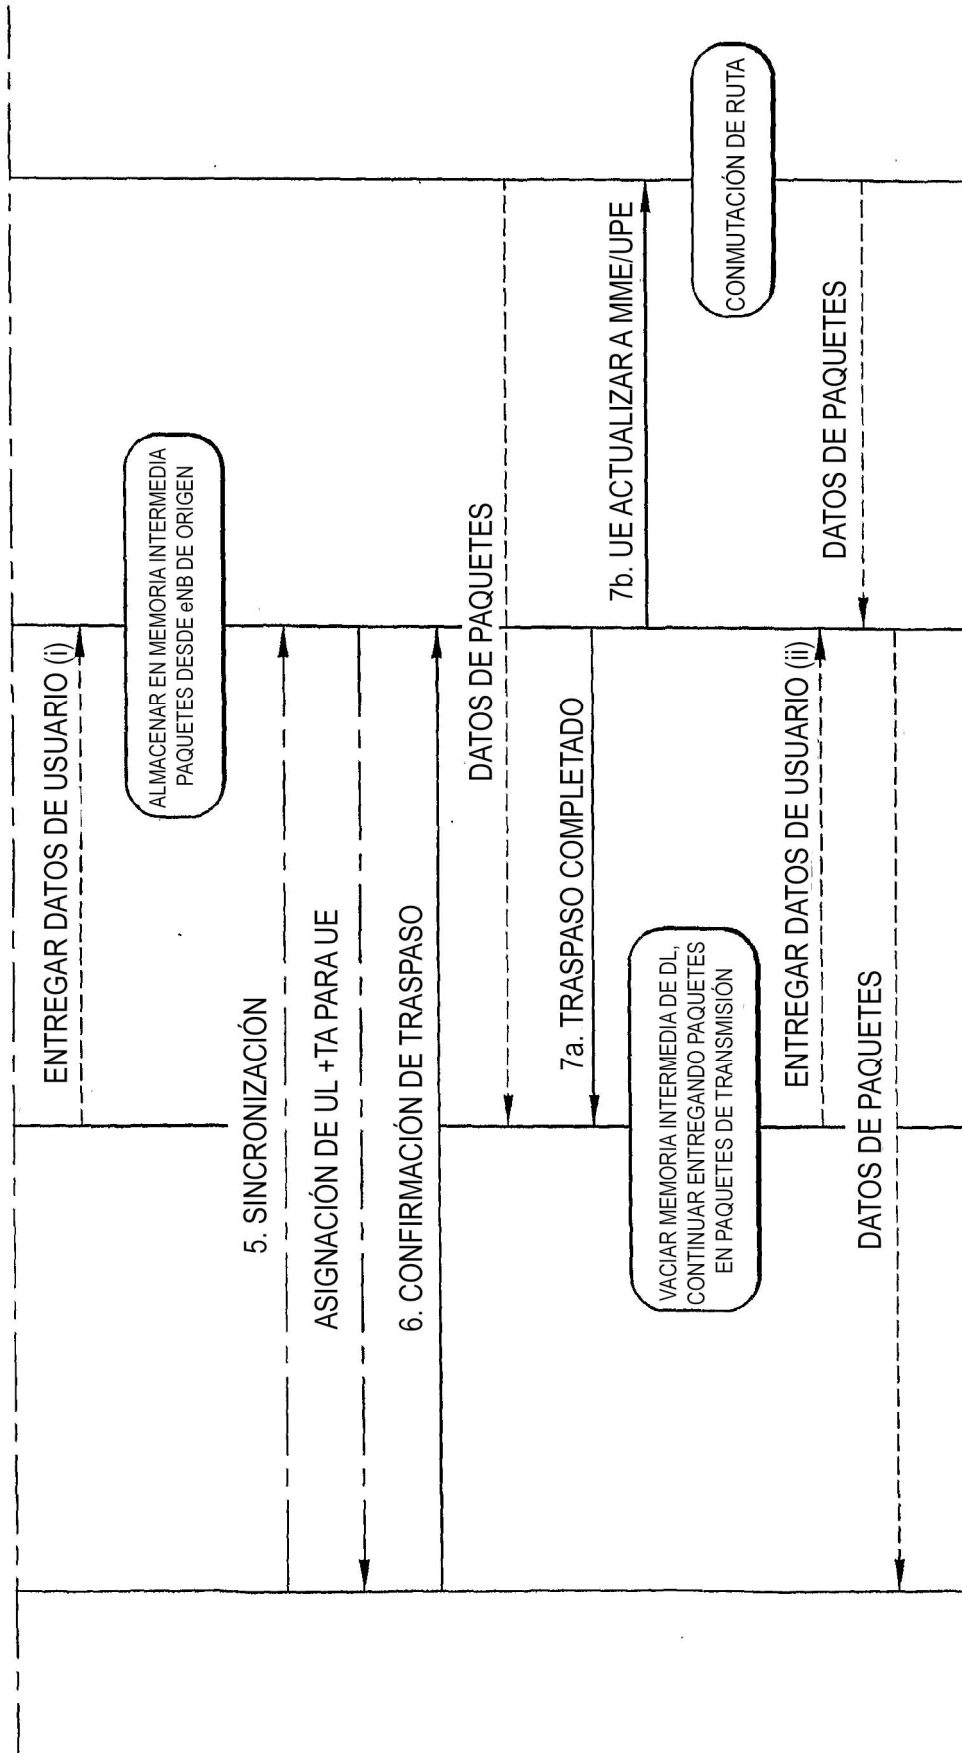 ENTREGAR DATOS DE USUARIO (i)
ALMACENAR EN MEMORIA INTERMEDIA
PAQUETES DESDE eNB DE ORIGEN
5. SINCRONIZACIÓN
ASIGNACIÓN DE UL +TA PARA UE
6. CONFIRMACIÓN DE TRASPASO
DATOS DE PAQUETES
7a. TRASPASO COMPLETADO
7b. UE ACTUALIZAR A MME/UPE
VACIAR MEMORIA INTERMEDIA DE DL,
CONTINUAR ENTREGANDO PAQUETES
EN PAQUETES DE TRANSMISIÓN
CONMUTACIÓN DE RUTA
ENTREGAR DATOS DE USUARIO (ii)
DATOS DE PAQUETES
DATOS DE PAQUETES